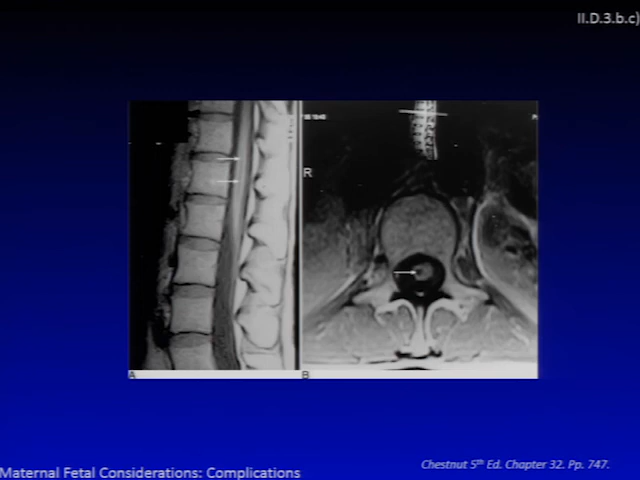 II.D.3.b.c)
R
A
B
Chestnut 5th Ed. Chapter 32. Pp. 747.
Maternal Fetal Considerations: Complications